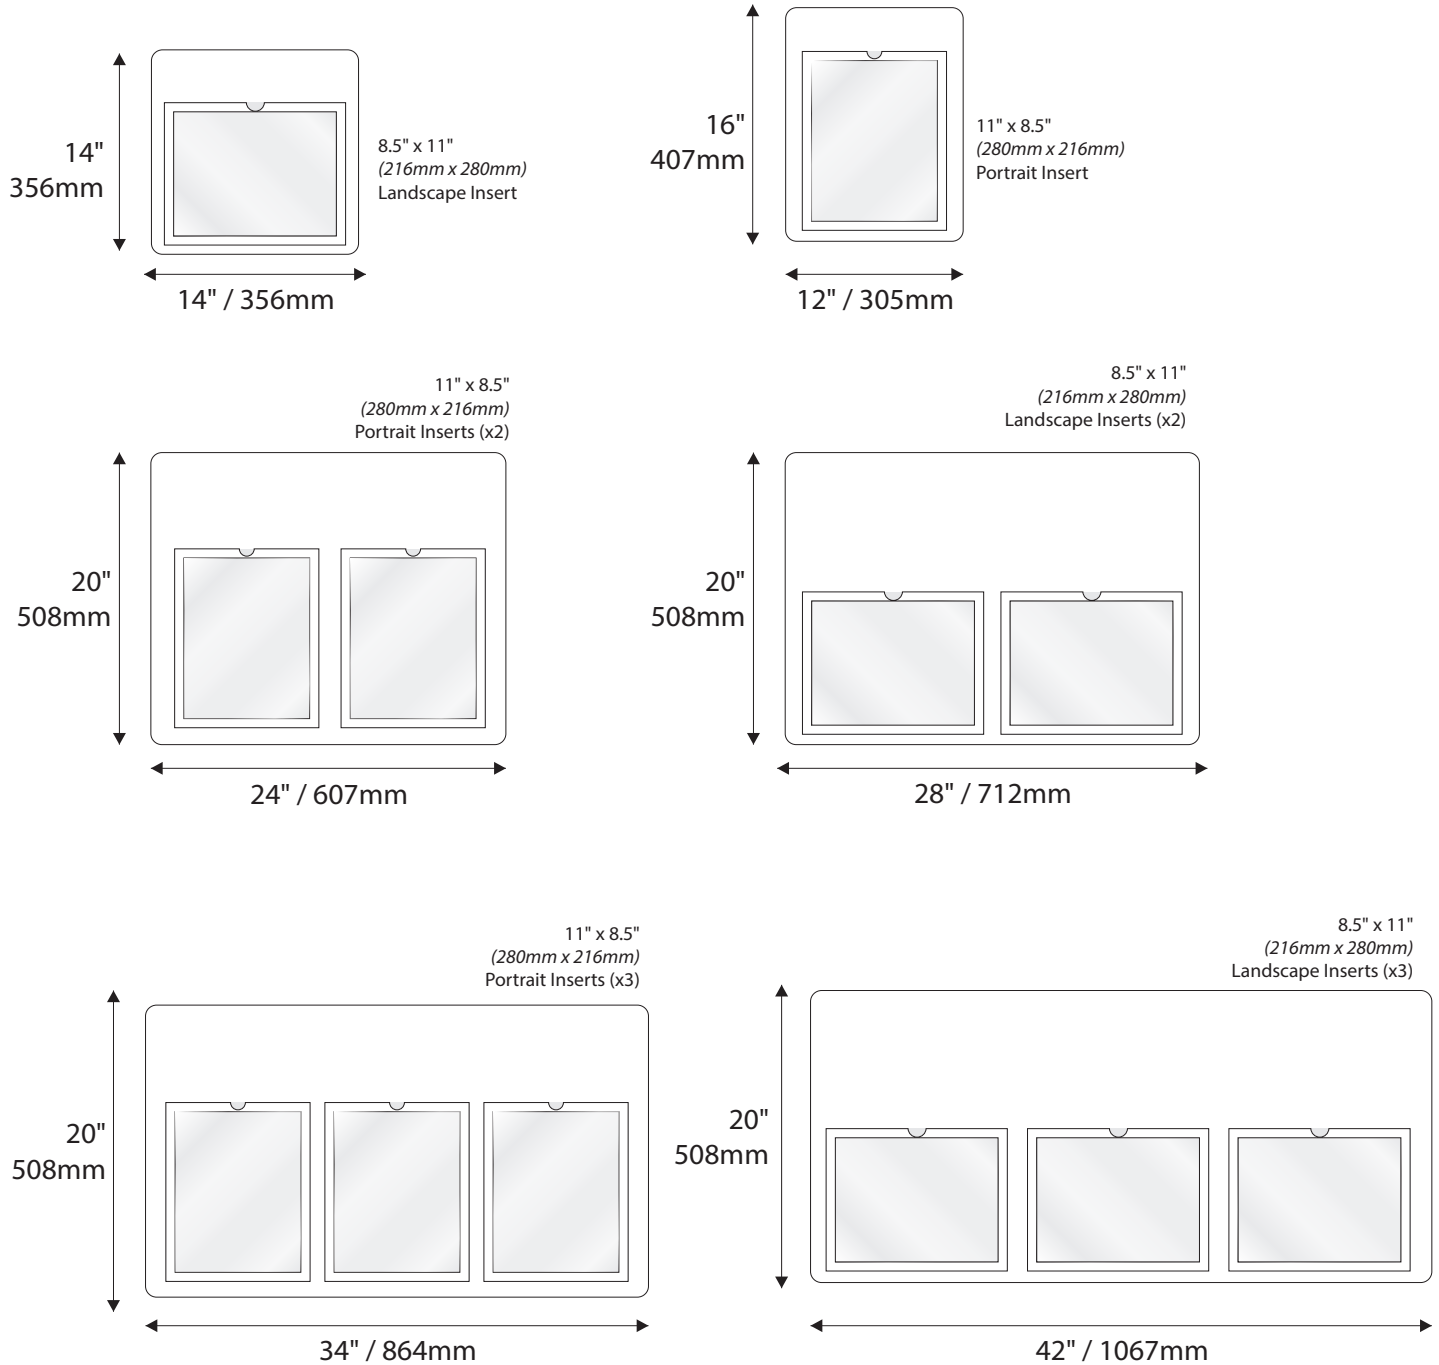 14"
356mm
8.5" x 11"
(216mm x 280mm)
Landscape Insert
14" / 356mm
16"
407mm
11" x 8.5"
(280mm x 216mm)
Portrait Insert
12" / 305mm
11" x 8.5"
(280mm x 216mm)
Portrait Inserts (x2)
20"
508mm
24" / 607mm
8.5" x 11"
(216mm x 280mm)
Landscape Inserts (x2)
20"
508mm
28" / 712mm
11" x 8.5"
(280mm x 216mm)
Portrait Inserts (x3)
20"
508mm
34" / 864mm
8.5" x 11"
(216mm x 280mm)
Landscape Inserts (x3)
20"
508mm
42" / 1067mm